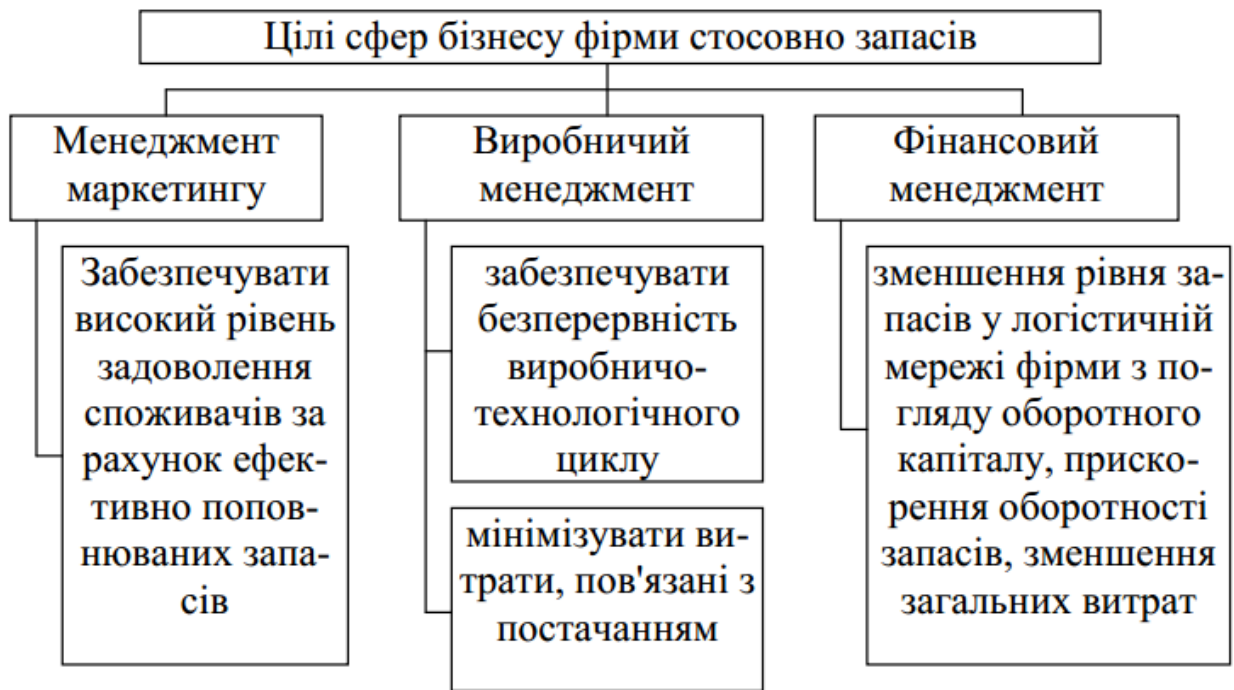 Цілі сфер бізнесу фірми стосовно запасів
Менеджмент
маркетингу
Забезпечувати
високий рівень
задоволення
споживачів за
рахунок ефек-
тивно попов-
нюваних запа-
сів
Виробничий
менеджмент
забезпечувати
безперервність
виробничо-
технологічного
циклу
мінімізувати ви-
трати, пов'язані з
постачанням
Фінансовий
менеджмент
зменшення рівня за-
пасів у логістичній
мережі фірми з по-
гляду оборотного
капіталу, приско-
рення оборотності
запасів, зменшення
загальних витрат